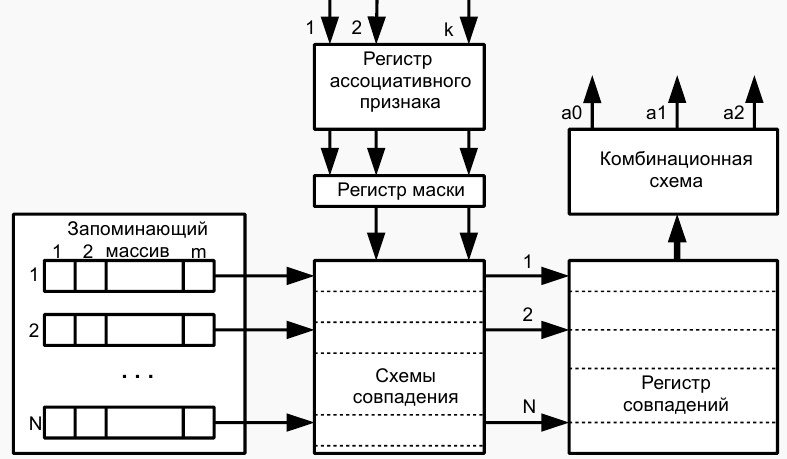 1 2 k
Регистр
ассоциативного
признака
a0 a1 a2
Комбинационная
схема
Регистр маски
Запоминающий
массив
1 2 m
1
2
. . .
N
Схемы
совпадения
1
2
N
Регистр
совпадений